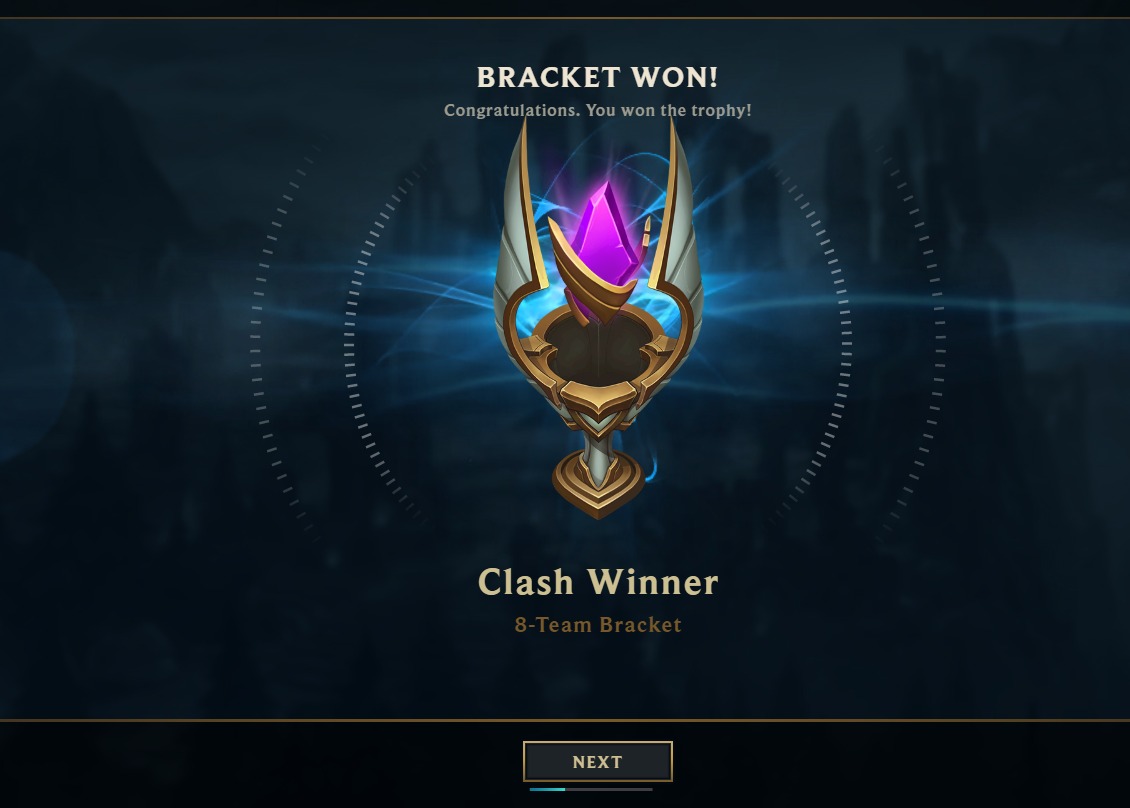 BRACKET WON!
Congratulations. You won the trophy!
Clash Winner
8-Team Bracket
NEXT